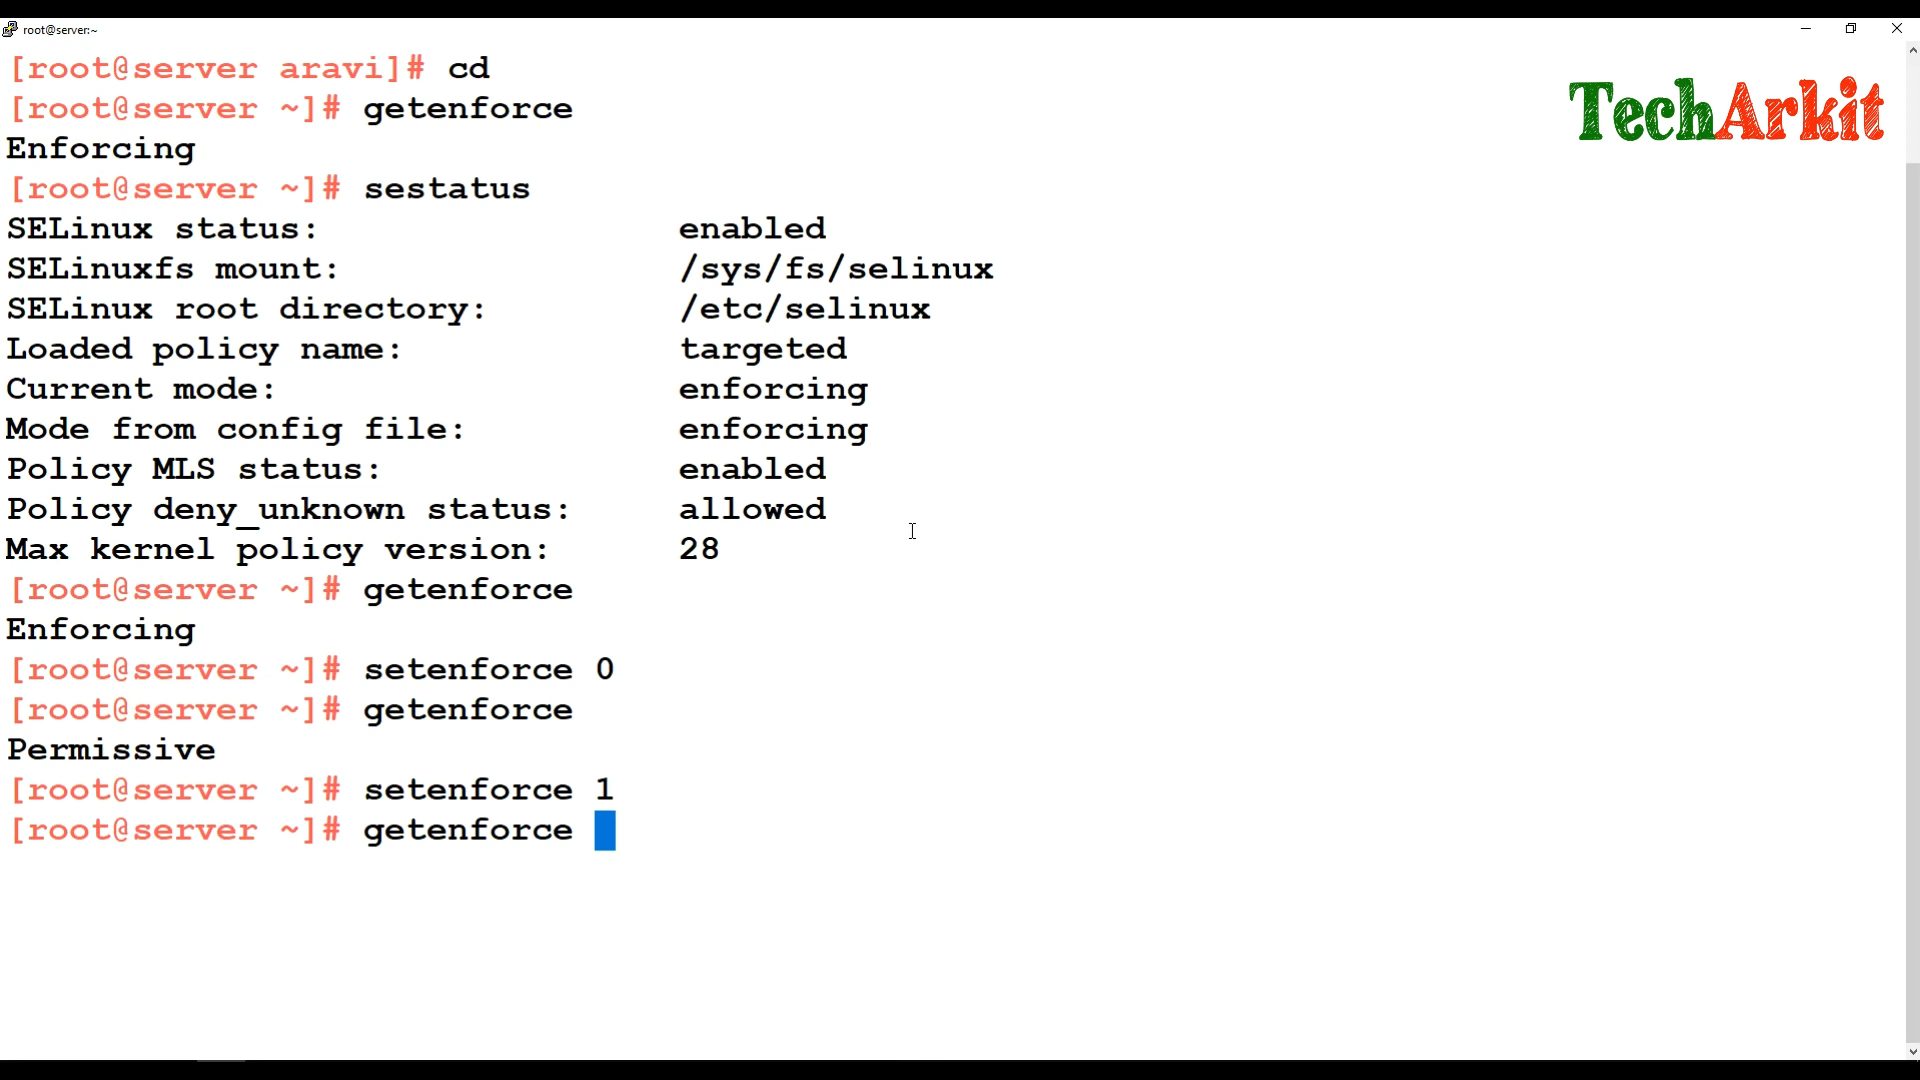 root@server:~
[root@server aravi]# cd
TechArkit
[root@server ~]# getenforce
Enforcing
[root@server ~]# sestatus
SELinux status:                 enabled
SELinuxfs mount:                /sys/fs/selinux
SELinux root directory:         /etc/selinux
Loaded policy name:             targeted
Current mode:                   enforcing
Mode from config file:          enforcing
Policy MLS status:              enabled
Policy deny_unknown status:     allowed
Max kernel policy version:      28
[root@server ~]# getenforce
Enforcing
[root@server ~]# setenforce 0
[root@server ~]# getenforce
Permissive
[root@server ~]# setenforce 1
[root@server ~]# getenforce